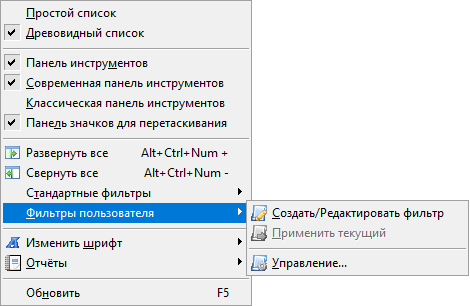 Простой список
Древовидный список
Панель инструментов
Современная панель инструментов
Классическая панель инструментов
Панель значков для перетаскивания
Развернуть все Alt+Ctrl+Num +
Свернуть все Alt+Ctrl+Num -
Стандартные фильтры
Фильтры пользователя
Создать/Редактировать фильтр
Применить текущий
Изменить шрифт
Отчёты
Управление...
Обновить F5